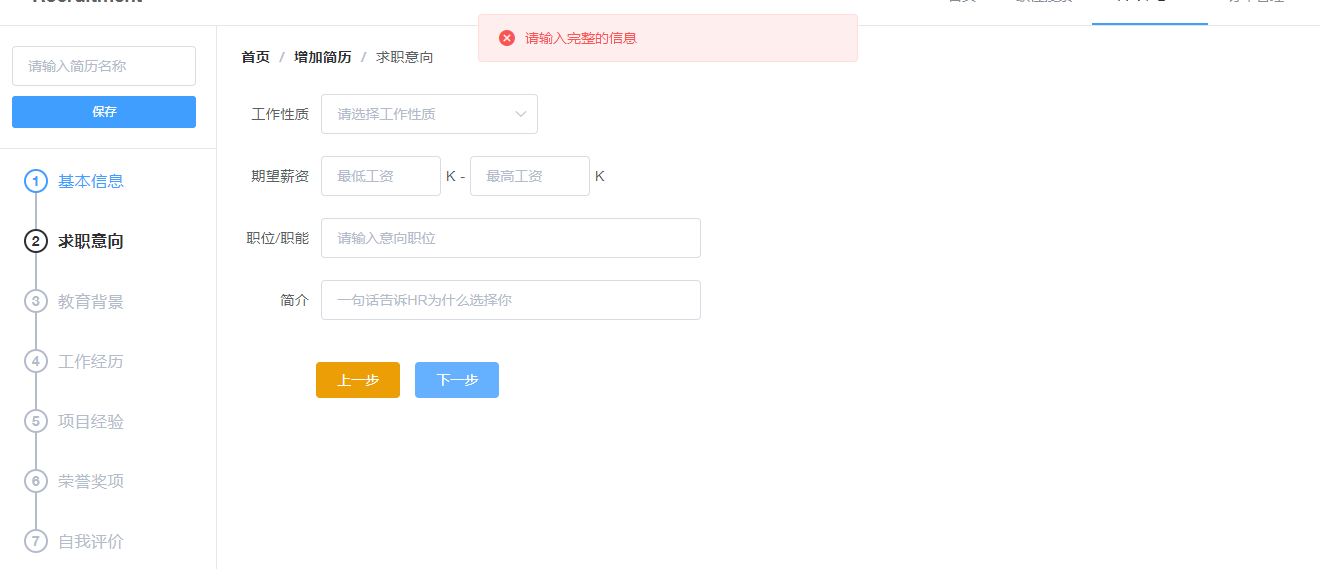 请输入完整的信息
请输入简历名称
保存
首页 / 增加简历 / 求职意向
工作性质 请选择工作性质
期望薪资 最低工资 K - 最高工资 K
职位/职能 请输入意向职位
简介 一句话告诉HR为什么选择你
上一步 下一步
1 基本信息
2 求职意向
3 教育背景
4 工作经历
5 项目经验
6 荣誉奖项
7 自我评价